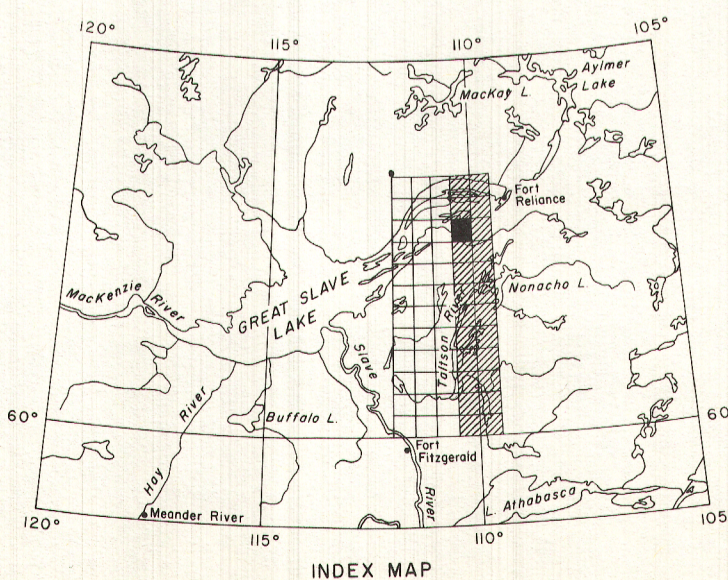 120°
115°
110°
105°
Aylmer
Lake
MacKay L.
Fort
Reliance
MacKenzie
River
GREAT SLAVE
LAKE
Nonacho L.
Taltson River
Slave
River
Hay River
Buffalo L.
60°
60
Fort
Fitzgerald
L. Athabasca
Meander River
120°
115°
110°
105
INDEX MAP